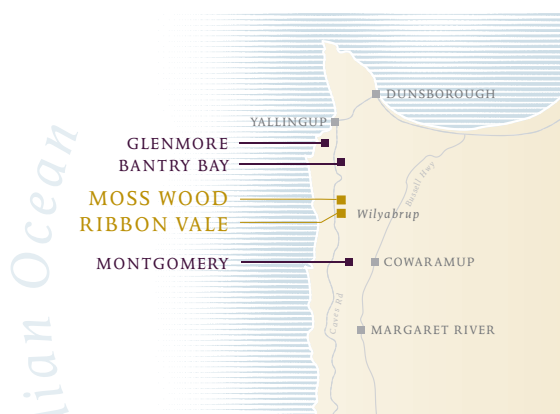 DUNSBOROUGH
YALLINGUP
GLENMORE
BANTRY BAY
Bussell Hwy
MOSS WOOD
Wilyabrup
RIBBON VALE
MONTGOMERY
COWARAMUP
Caves Rd
MARGARET RIVER
dian Ocean